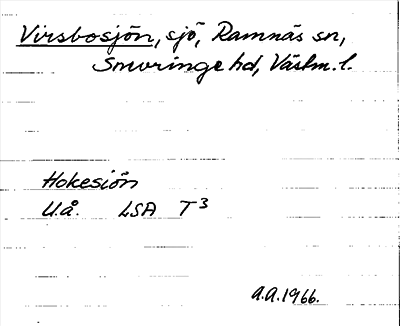 Virsbosjön, sjö, Ramnäs sn,
Snevringe hd, Västm. l.
Hokesiön
U.å. LSA T3
A.A. 1966.